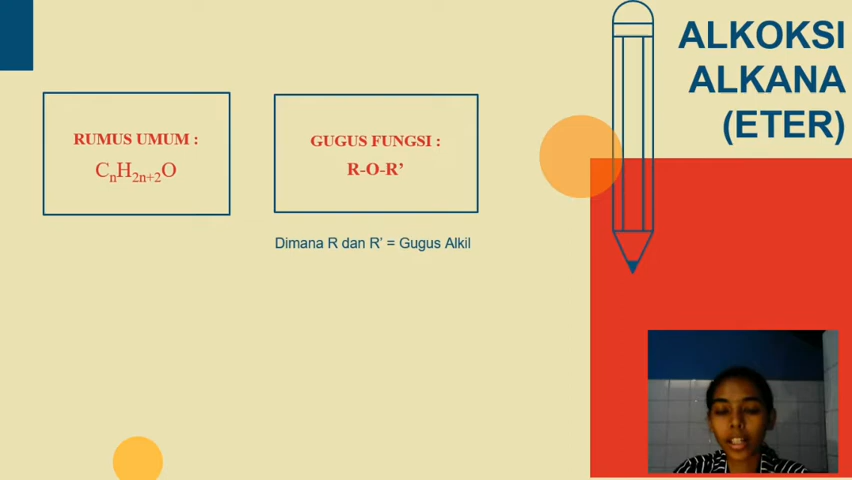 ALKOKSI
ALKANA
(ETER)
RUMUS UMUM :
CₙH₂ₙ₊₂O
GUGUS FUNGSI :
R-O-R’
Dimana R dan R’ = Gugus Alkil